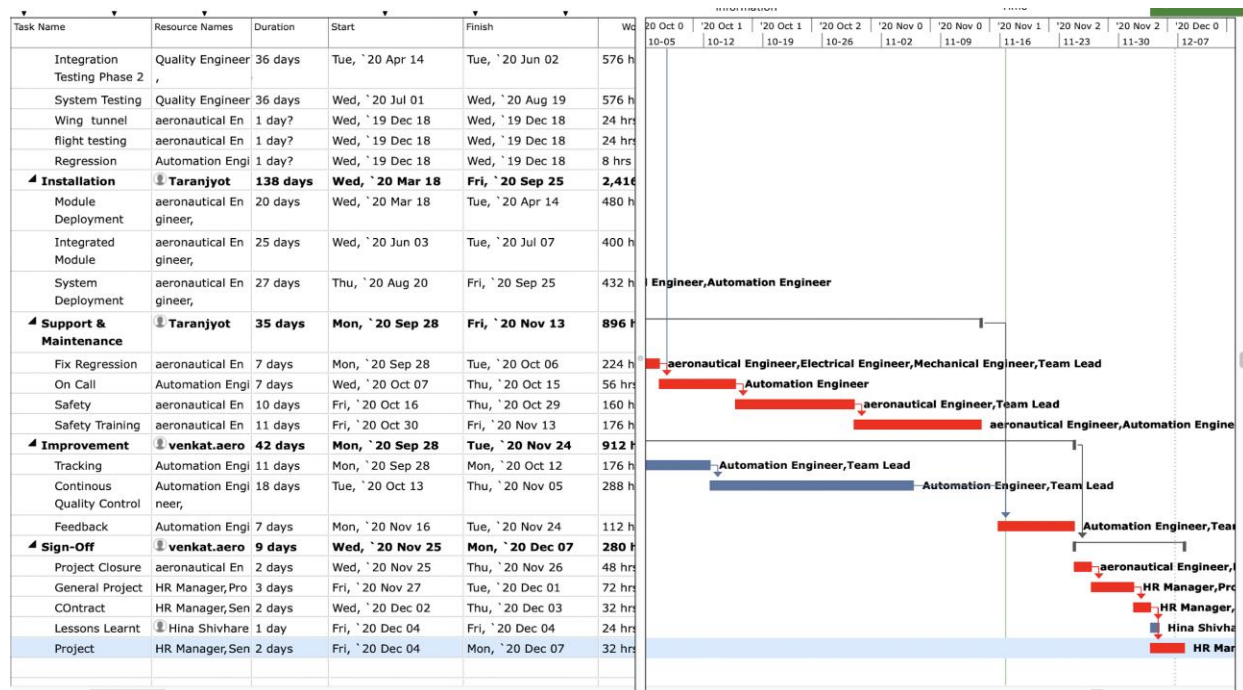 Task Name Resource Names Duration Start Finish
'20 Oct 1 '20 Oct 1 '20 Oct 2 '20 Nov 0 '20 Nov 0 '20 Nov 1 '20 Nov 2 '20 Nov 2 '20 Dec 0
10-05 10-12 10-19 10-26 11-02 11-09 11-16 11-23 11-30 12-07
Integration Quality Engineer 36 days Tue, `20 Apr 14 Tue, `20 Jun 02 576 h
Testing Phase 2 ,
System Testing Quality Engineer 36 days Wed, `20 Jul 01 Wed, `20 Aug 19 576 h
Wing tunnel aeronautical En 1 day? Wed, `19 Dec 18 Wed, `19 Dec 18 24 hrs
flight testing aeronautical En 1 day? Wed, `19 Dec 18 Wed, `19 Dec 18 24 hrs
Regression Automation Engi 1 day? Wed, `19 Dec 18 Wed, `19 Dec 18 8 hrs
Installation Taranjyot 138 days Wed, `20 Mar 18 Fri, `20 Sep 25 2,416
Module aeronautical En 20 days Wed, `20 Mar 18 Tue, `20 Apr 14 480 h
Deployment gineer,
Integrated aeronautical En 25 days Wed, `20 Jun 03 Tue, `20 Jul 07 400 h
Module gineer,
System aeronautical En 27 days Thu, `20 Aug 20 Fri, `20 Sep 25 432 h Engineer,Automation Engineer
Deployment gineer,
Support & Taranjyot 35 days Mon, `20 Sep 28 Fri, `20 Nov 13 896 h
Maintenance
Fix Regression aeronautical En 7 days Mon, `20 Sep 28 Tue, `20 Oct 06 224 h aeronautical Engineer,Electrical Engineer,Mechanical Engineer,Team Lead
On Call Automation Engi 7 days Wed, `20 Oct 07 Thu, `20 Oct 15 56 hrs Automation Engineer
Safety aeronautical En 10 days Fri, `20 Oct 16 Thu, `20 Oct 29 160 h aeronautical Engineer,Team Lead
Safety Training aeronautical En 11 days Fri, `20 Oct 30 Fri, `20 Nov 13 176 h aeronautical Engineer,Automation Engine
Improvement venkat.aero 42 days Mon, `20 Sep 28 Tue, `20 Nov 24 912 h
Tracking Automation Engi 11 days Mon, `20 Sep 28 Mon, `20 Oct 12 176 h Automation Engineer,Team Lead
Continous Automation Engi 18 days Tue, `20 Oct 13 Thu, `20 Nov 05 288 h Automation Engineer,Team Lead
Quality Control neer,
Feedback Automation Engi 7 days Mon, `20 Nov 16 Tue, `20 Nov 24 112 h Automation Engineer,Tea
Sign-Off venkat.aero 9 days Wed, `20 Nov 25 Mon, `20 Dec 07 280 h
Project Closure aeronautical En 2 days Wed, `20 Nov 25 Thu, `20 Nov 26 48 hrs aeronautical Engineer,
General Project HR Manager,Pro 3 days Fri, `20 Nov 27 Tue, `20 Dec 01 72 hrs HR Manager,Pro
COntract HR Manager,Sen 2 days Wed, `20 Dec 02 Thu, `20 Dec 03 32 hrs HR Manager,
Lessons Learnt Hina Shivhare 1 day Fri, `20 Dec 04 Fri, `20 Dec 04 24 hrs Hina Shivha
Project HR Manager,Sen 2 days Fri, `20 Dec 04 Mon, `20 Dec 07 32 hrs HR Mar